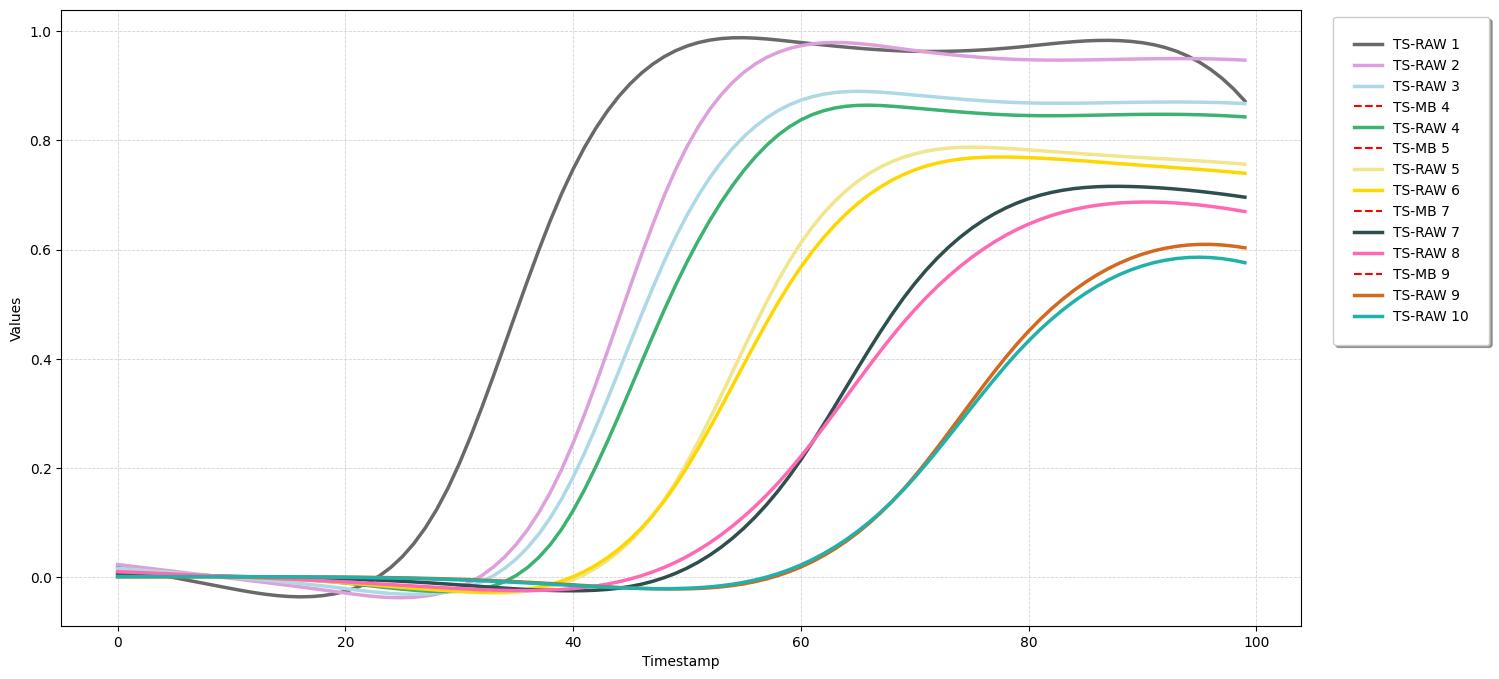 1.0
0.8
0.6
0.4
0.2
0.0
Values
0
20
40
60
80
100
Timestamp
TS-RAW 1
TS-RAW 2
TS-RAW 3
TS-MB 4
TS-RAW 4
TS-MB 5
TS-RAW 5
TS-RAW 6
TS-MB 7
TS-RAW 7
TS-RAW 8
TS-MB 9
TS-RAW 9
TS-RAW 10